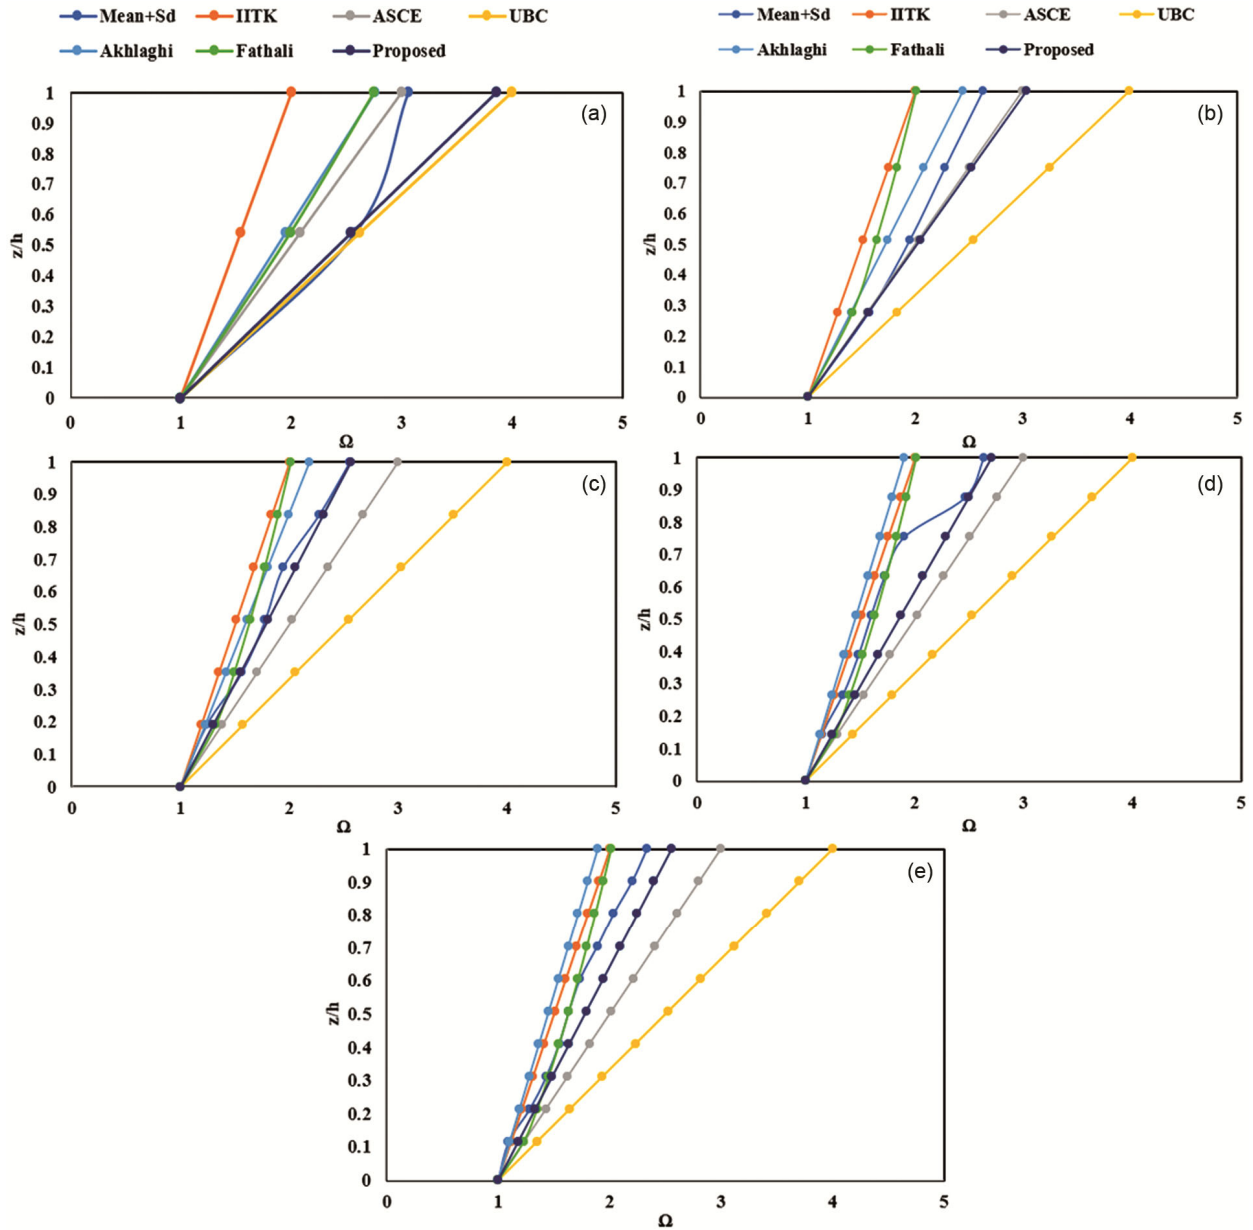 Mean+Sd IITK ASCE UBC
Akhlaghi Fathali Proposed
Mean+Sd IITK ASCE UBC
Akhlaghi Fathali Proposed
(a)
1
0.9
0.8
0.7
0.6
0.5
0.4
0.3
0.2
0.1
0
z/h
0 1 2 3 4 5
Ω
(b)
1
0.9
0.8
0.7
0.6
0.5
0.4
0.3
0.2
0.1
0
z/h
0 1 2 3 4 5
Ω
(c)
1
0.9
0.8
0.7
0.6
0.5
0.4
0.3
0.2
0.1
0
z/h
0 1 2 3 4 5
Ω
(d)
1
0.9
0.8
0.7
0.6
0.5
0.4
0.3
0.2
0.1
0
z/h
0 1 2 3 4 5
Ω
(e)
1
0.9
0.8
0.7
0.6
0.5
0.4
0.3
0.2
0.1
0
z/h
0 1 2 3 4 5
Ω